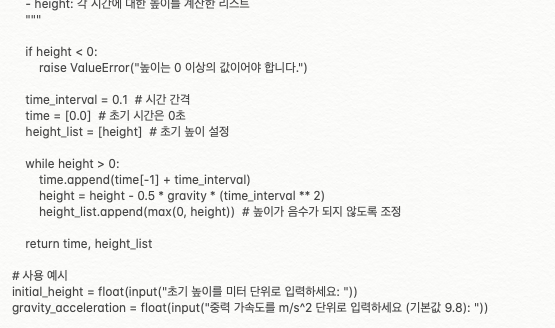 - height: 각 시간에 대한 높이를 계산한 리스트
"""
if height < 0:
raise ValueError("높이는 0 이상의 값이어야 합니다.")
time_interval = 0.1  # 시간 간격
time = [0.0]  # 초기 시간은 0초
height_list = [height]  # 초기 높이 설정
while height > 0:
time.append(time[-1] + time_interval)
height = height - 0.5 * gravity * (time_interval ** 2)
height_list.append(max(0, height))  # 높이가 음수가 되지 않도록 조정
return time, height_list
# 사용 예시
initial_height = float(input("초기 높이를 미터 단위로 입력하세요: "))
gravity_acceleration = float(input("중력 가속도를 m/s^2 단위로 입력하세요 (기본값 9.8): "))